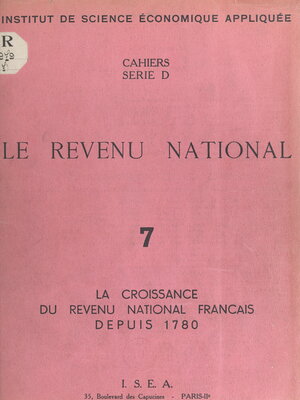 INSTITUT DE SCIENCE ÉCONOMIQUE APPLIQUÉE
R
CAHIERS
SERIE D
LE REVENU NATIONAL
7
LA CROISSANCE
DU REVENU NATIONAL FRANCAIS
DEPUIS 1780
I. S. E. A.
35, Boulevard des Capucines - PARIS-IIe